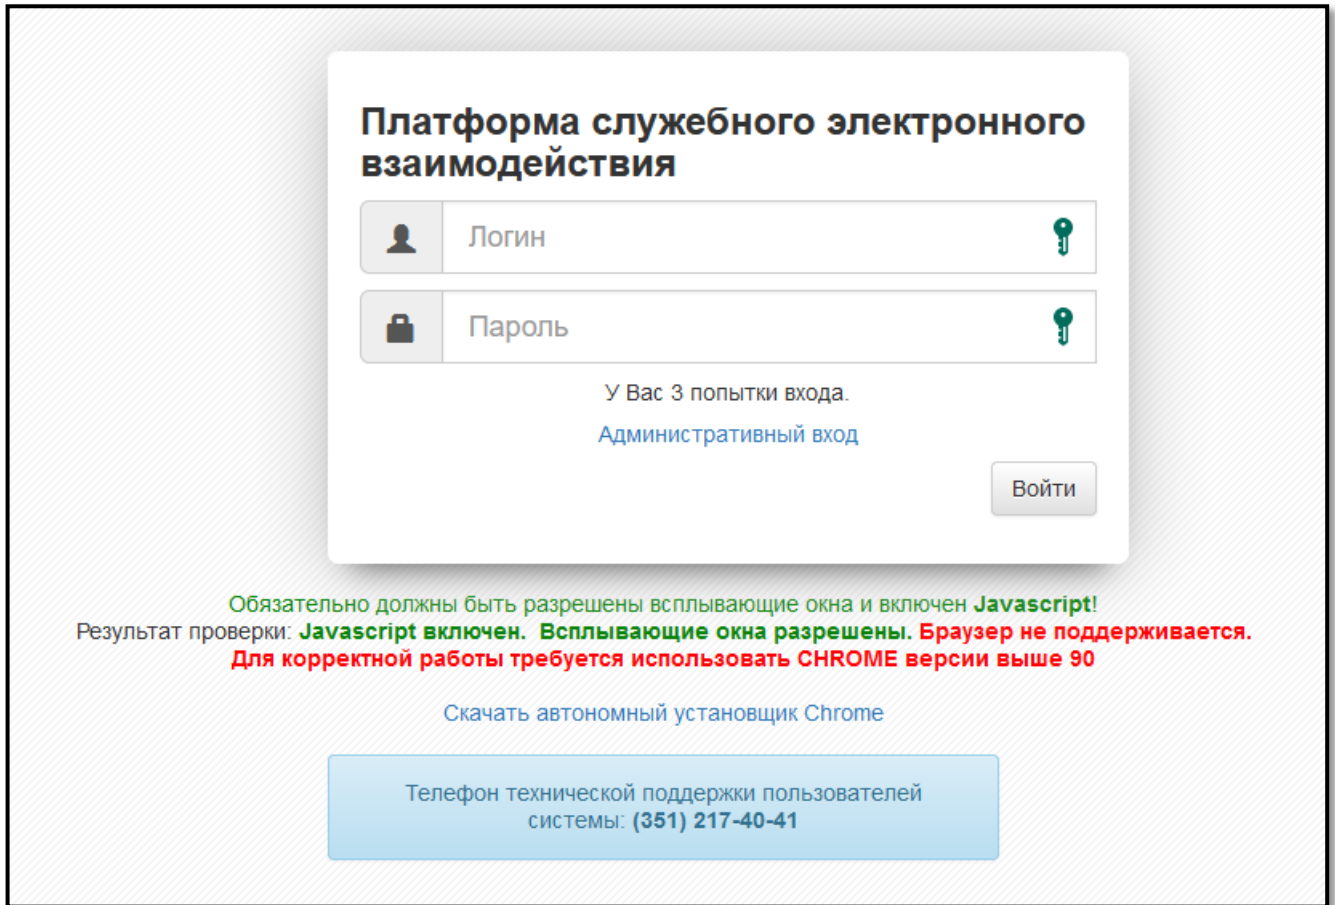 Платформа служебного электронного
взаимодействия
Логин
Пароль
У Вас 3 попытки входа.
Административный вход
Войти
Обязательно должны быть разрешены всплывающие окна и включен Javascript!
Результат проверки: Javascript включен. Всплывающие окна разрешены. Браузер не поддерживается.
Для корректной работы требуется использовать CHROME версии выше 90
Скачать автономный установщик Chrome
Телефон технической поддержки пользователей
системы: (351) 217-40-41